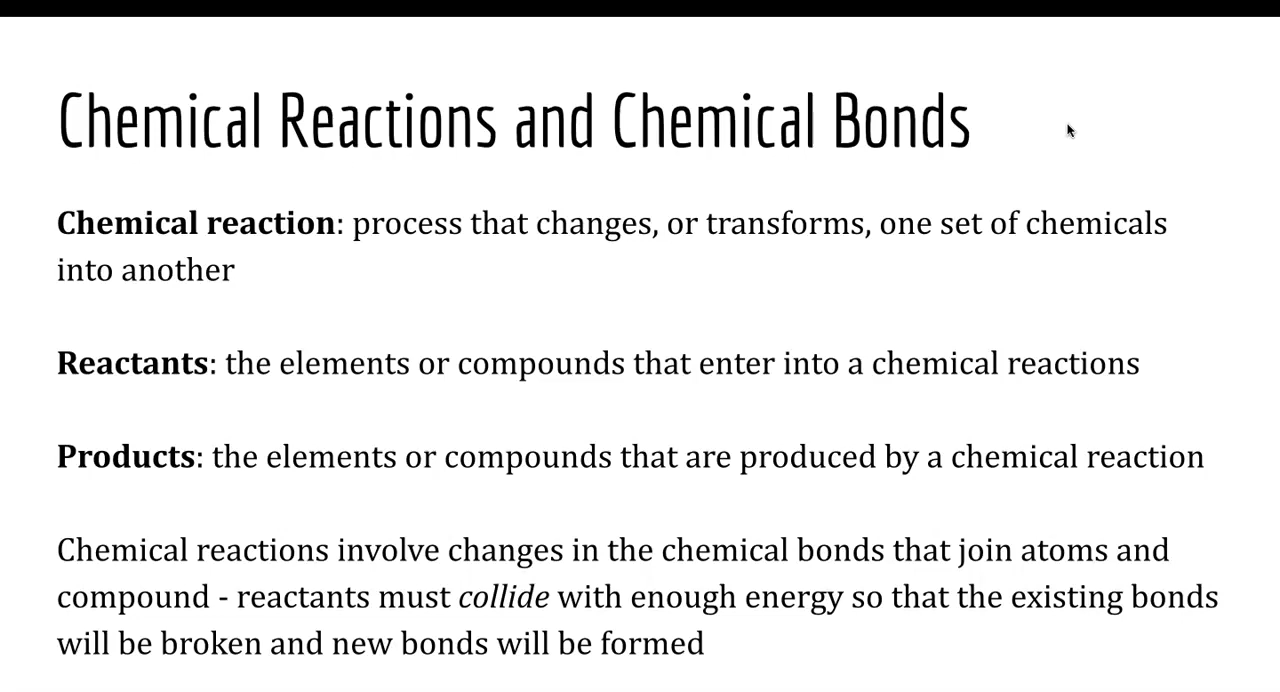 Chemical Reactions and Chemical Bonds
Chemical reaction: process that changes, or transforms, one set of chemicals
into another
Reactants: the elements or compounds that enter into a chemical reactions
Products: the elements or compounds that are produced by a chemical reaction
Chemical reactions involve changes in the chemical bonds that join atoms and
compound - reactants must collide with enough energy so that the existing bonds
will be broken and new bonds will be formed